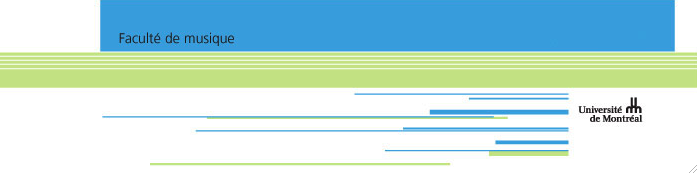 Faculté de musique
Université
de Montréal